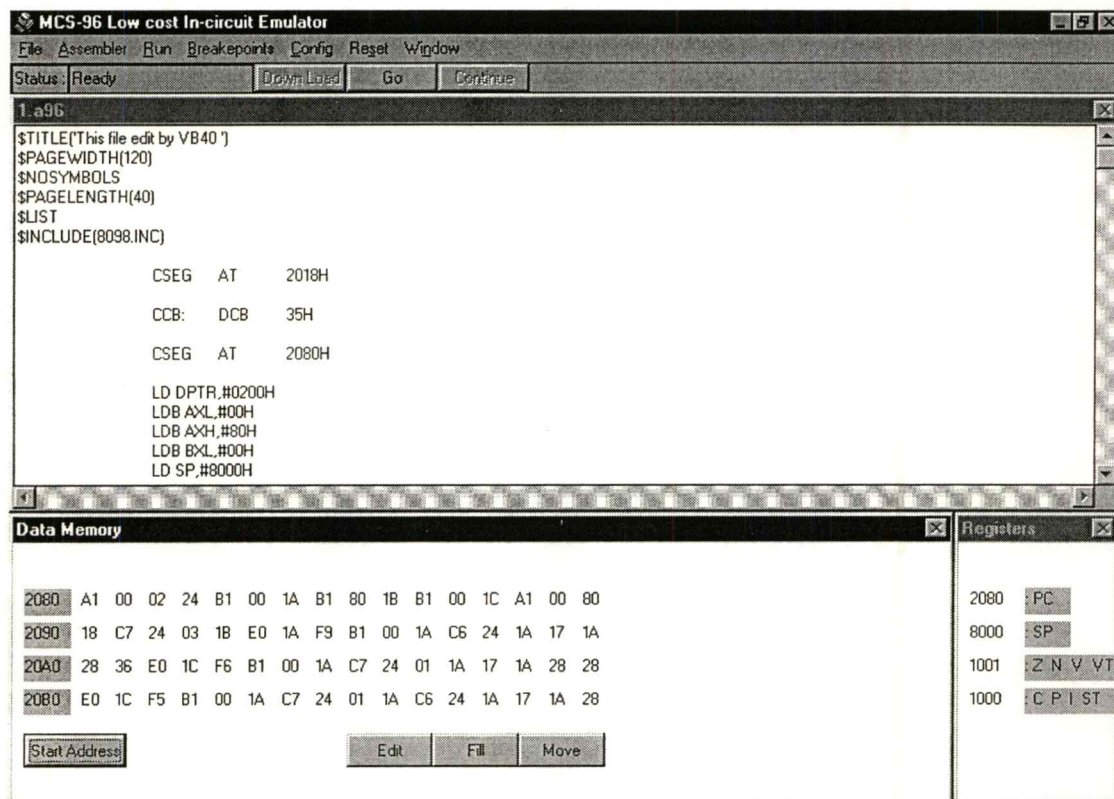 MCS-96 Low cost In-circuit Emulator
File Assembler Run Breakepoints Config Reset Window
Status : Ready Down Load Go Continue
1.a96
$TITLE('This file edit by VB40 ')
$PAGEWIDTH(120)
$NOSYMBOLS
$PAGELENGTH(40)
$LIST
$INCLUDE(8098.INC)
CSEG AT 2018H
CCB: DCB 35H
CSEG AT 2080H
LD DPTR,#0200H
LDB AXL,#00H
LDB AXH,#80H
LDB BXL,#00H
LD SP,#8000H
Data Memory
2080 A1 00 02 24 B1 00 1A B1 80 1B B1 00 1C A1 00 80
2090 18 C7 24 03 1B E0 1A F9 B1 00 1A C6 24 1A 17 1A
20A0 28 36 E0 1C F6 B1 00 1A C7 24 01 1A 17 1A 28 28
20B0 E0 1C F5 B1 00 1A C7 24 01 1A C6 24 1A 17 1A 28
Start Address Edit Fill Move
Registers
2080 : PC
8000 : SP
1001 : Z N V VT
1000 : C P I ST